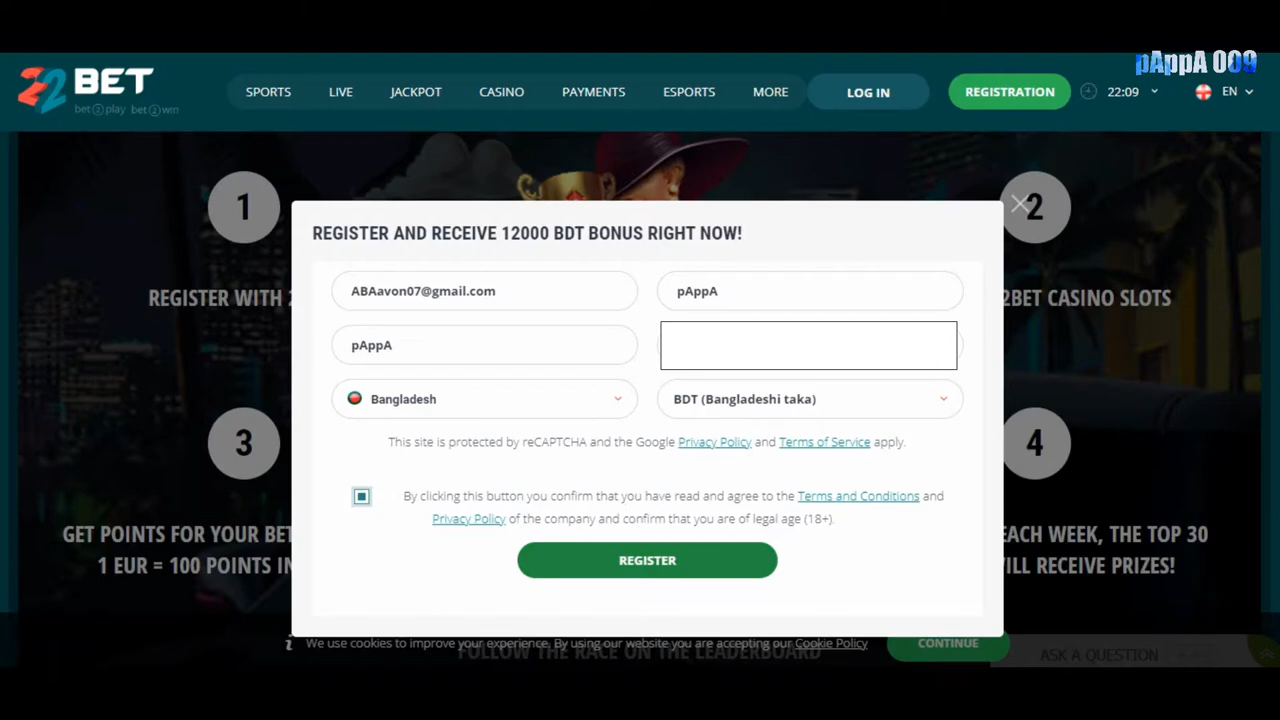 pAppA 009
22 BET
bet 2 play bet 2 win
SPORTS LIVE JACKPOT CASINO PAYMENTS ESPORTS MORE LOG IN REGISTRATION 22:09 EN
1
2
REGISTER AND RECEIVE 12000 BDT BONUS RIGHT NOW!
ABAavon07@gmail.com pAppA
REGISTER WITH 2BET CASINO SLOTS
pAppA
Bangladesh BDT (Bangladeshi taka)
This site is protected by reCAPTCHA and the Google Privacy Policy and Terms of Service apply.
3
4
By clicking this button you confirm that you have read and agree to the Terms and Conditions and
Privacy Policy of the company and confirm that you are of legal age (18+).
GET POINTS FOR YOUR BET EACH WEEK, THE TOP 30
1 EUR = 100 POINTS IN WILL RECEIVE PRIZES!
REGISTER
We use cookies to improve your experience. By using our website you are accepting our Cookie Policy CONTINUE
FOLLOW THE RACE ON THE LEADERBOARD
ASK A QUESTION